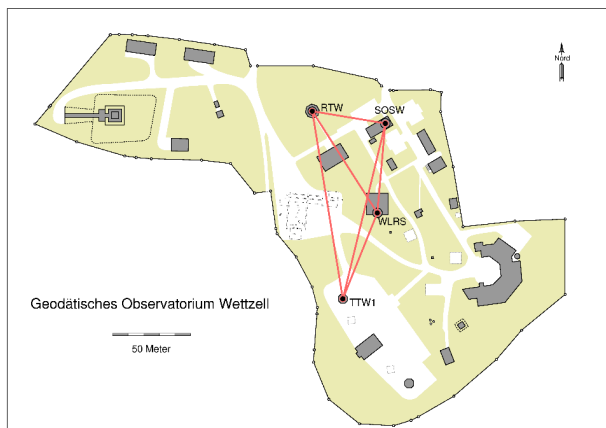 Nord
RTW
SOSW
WLRS
TTW1
Geodätisches Observatorium Wettzell
50 Meter